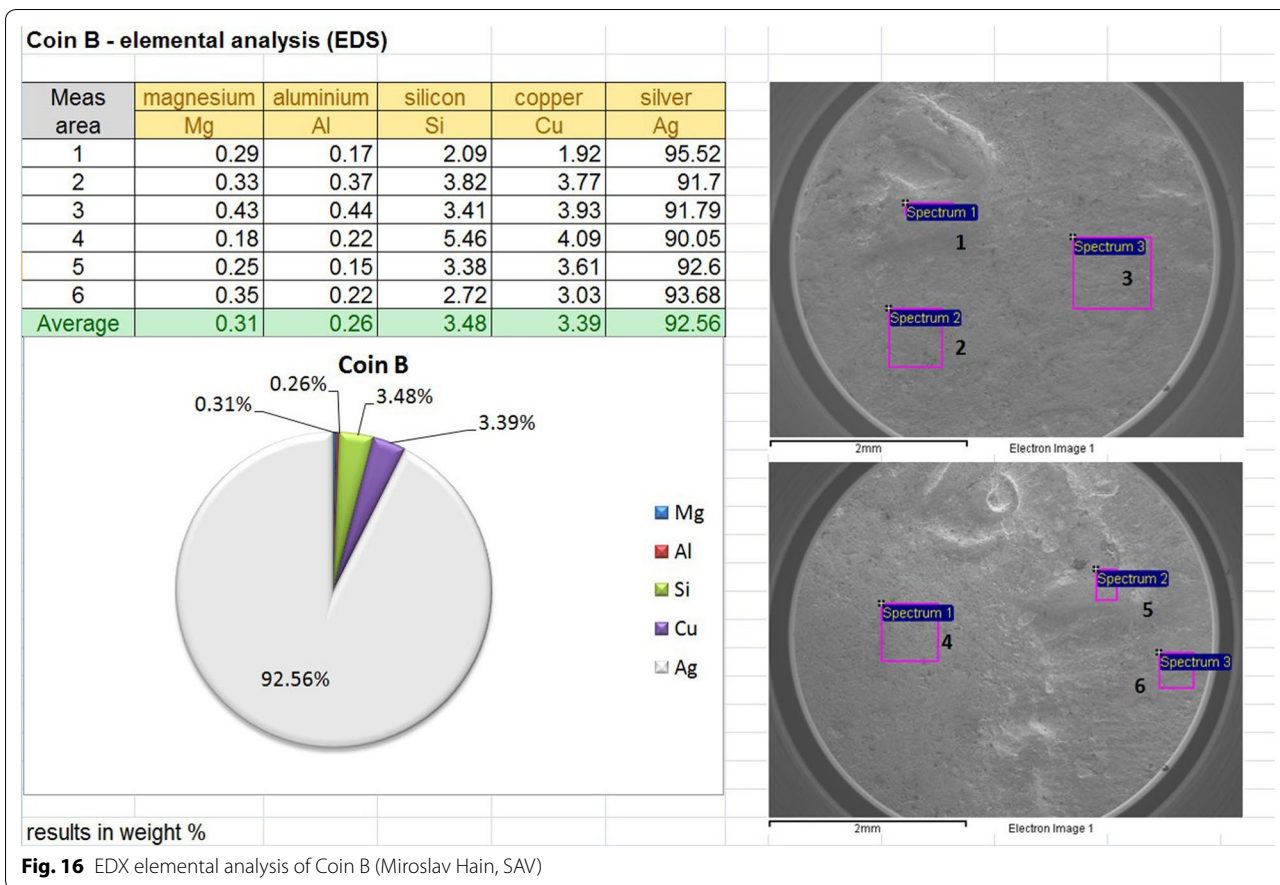 Coin B - elemental analysis (EDS)
Meas area magnesium aluminium silicon copper silver
Mg Al Si Cu Ag
1 0.29 0.17 2.09 1.92 95.52
2 0.33 0.37 3.82 3.77 91.7
3 0.43 0.44 3.41 3.93 91.79
4 0.18 0.22 5.46 4.09 90.05
5 0.25 0.15 3.38 3.61 92.6
6 0.35 0.22 2.72 3.03 93.68
Average 0.31 0.26 3.48 3.39 92.56
Coin B
0.31%
0.26%
3.48%
3.39%
92.56%
Mg
Al
Si
Cu
Ag
results in weight %
Spectrum 1
1
Spectrum 3
3
Spectrum 2
2
2mm Electron Image 1
Spectrum 2
5
Spectrum 1
4
Spectrum 3
6
2mm Electron Image 1
Fig. 16 EDX elemental analysis of Coin B (Miroslav Hain, SAV)